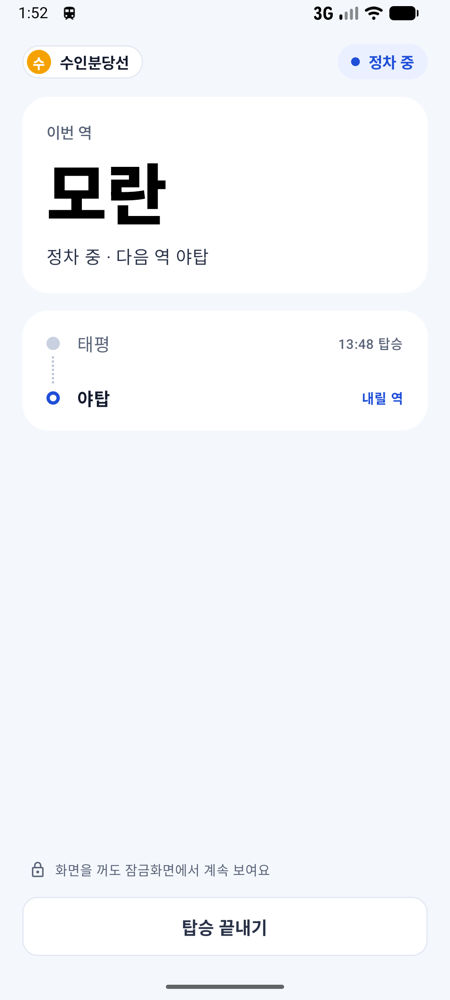 1:52
3G
수 수인분당선
정차 중
이번 역
모란
정차 중 · 다음 역 야탑
태평
13:48 탑승
야탑
내릴 역
화면을 꺼도 잠금화면에서 계속 보여요
탑승 끝내기